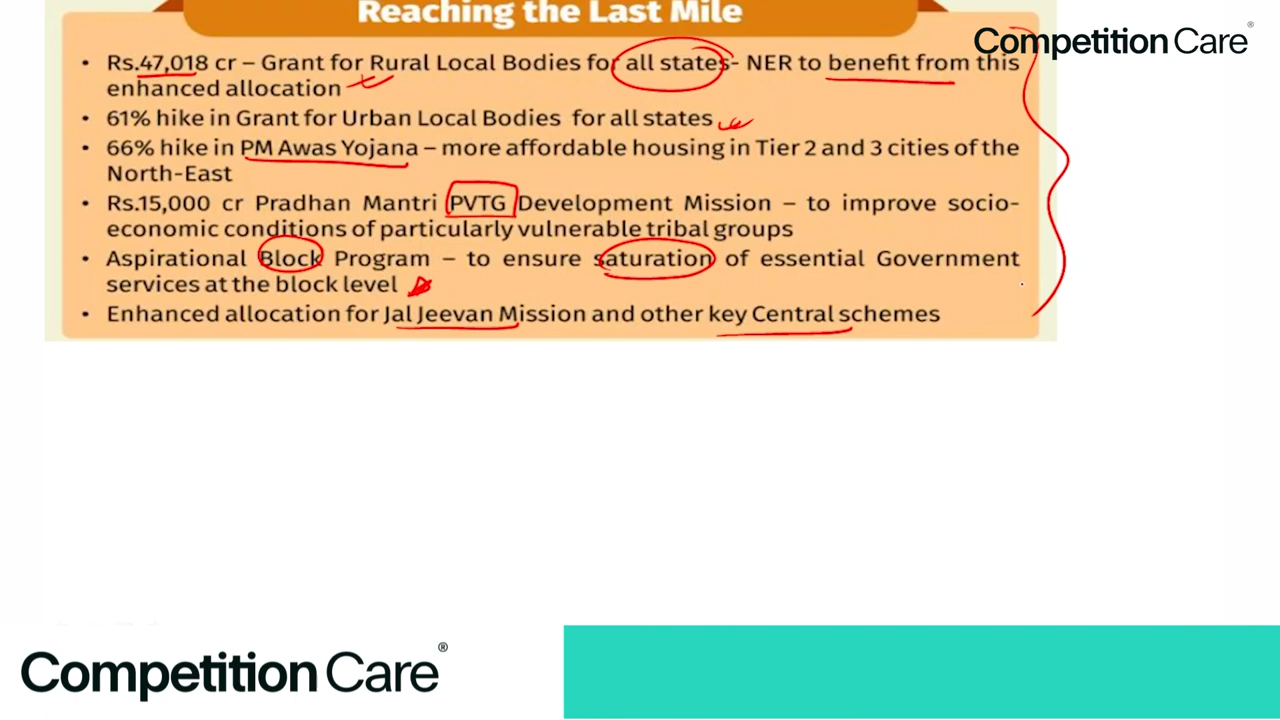 Reaching the Last Mile
Competition Care®
• Rs.47,018 cr – Grant for Rural Local Bodies for all states- NER to benefit from this
enhanced allocation
• 61% hike in Grant for Urban Local Bodies for all states
• 66% hike in PM Awas Yojana – more affordable housing in Tier 2 and 3 cities of the
North-East
• Rs.15,000 cr Pradhan Mantri PVTG Development Mission – to improve socio-
economic conditions of particularly vulnerable tribal groups
• Aspirational Block Program – to ensure saturation of essential Government
services at the block level
• Enhanced allocation for Jal Jeevan Mission and other key Central schemes
Competition Care®